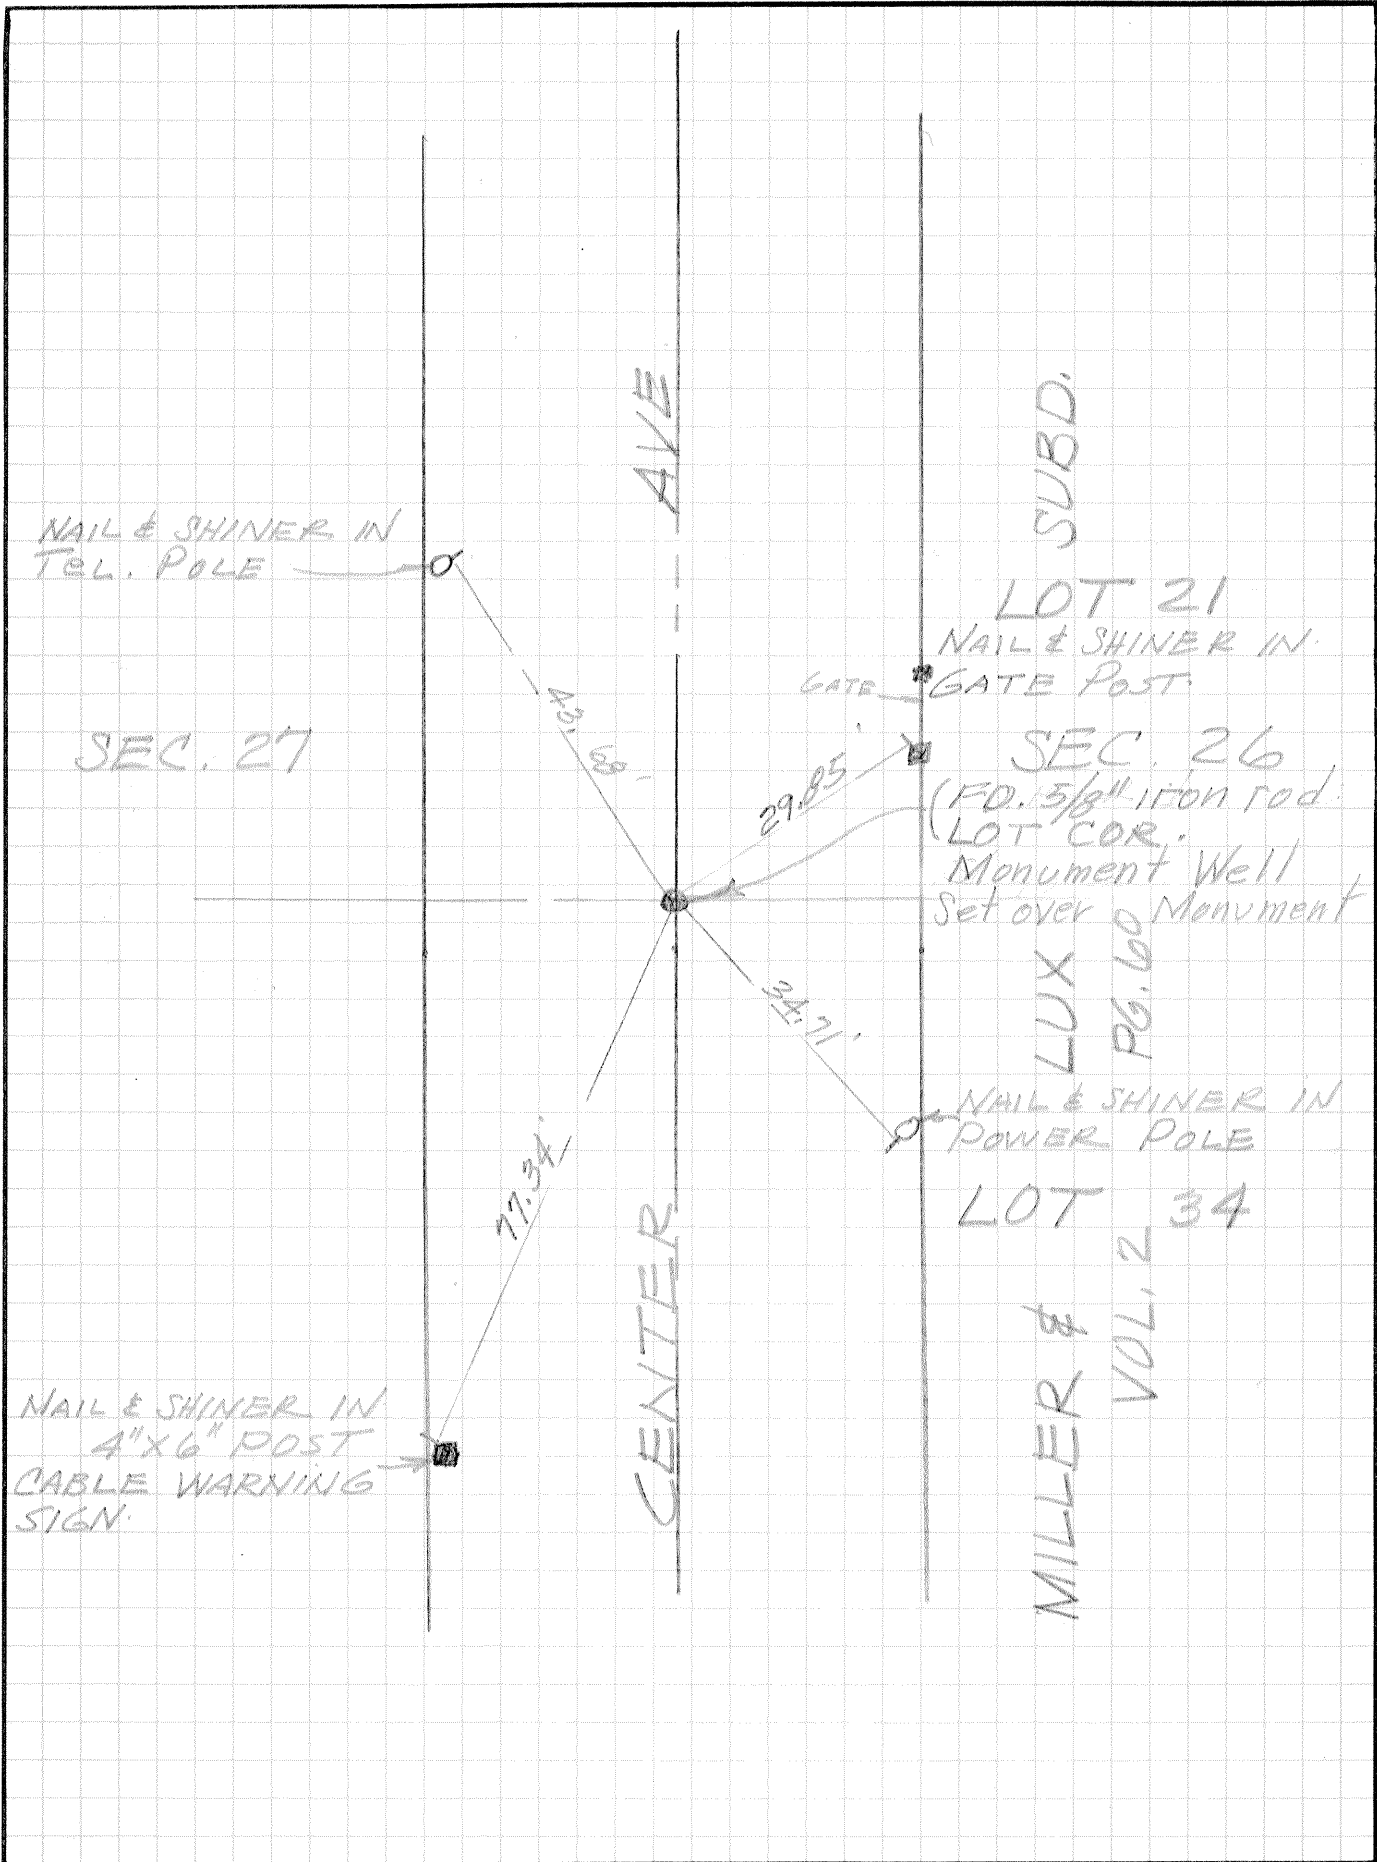 CENTER AVE
NAIL & SHINER IN
TEL. POLE
SEC. 27
43.88'
LOT 21
NAIL & SHINER IN
GATE POST.
GATE
SEC. 26
29.85'
(FD. 5/8" iron rod
LOT COR.
Monument Well
Set over Monument
34.71'
77.34'
NAIL & SHINER IN
POWER POLE
LOT 34
MILLER & LUX SUBD.
VOL. 2 PG. 60
NAIL & SHINER IN
4"X6" POST
CABLE WARNING
SIGN.